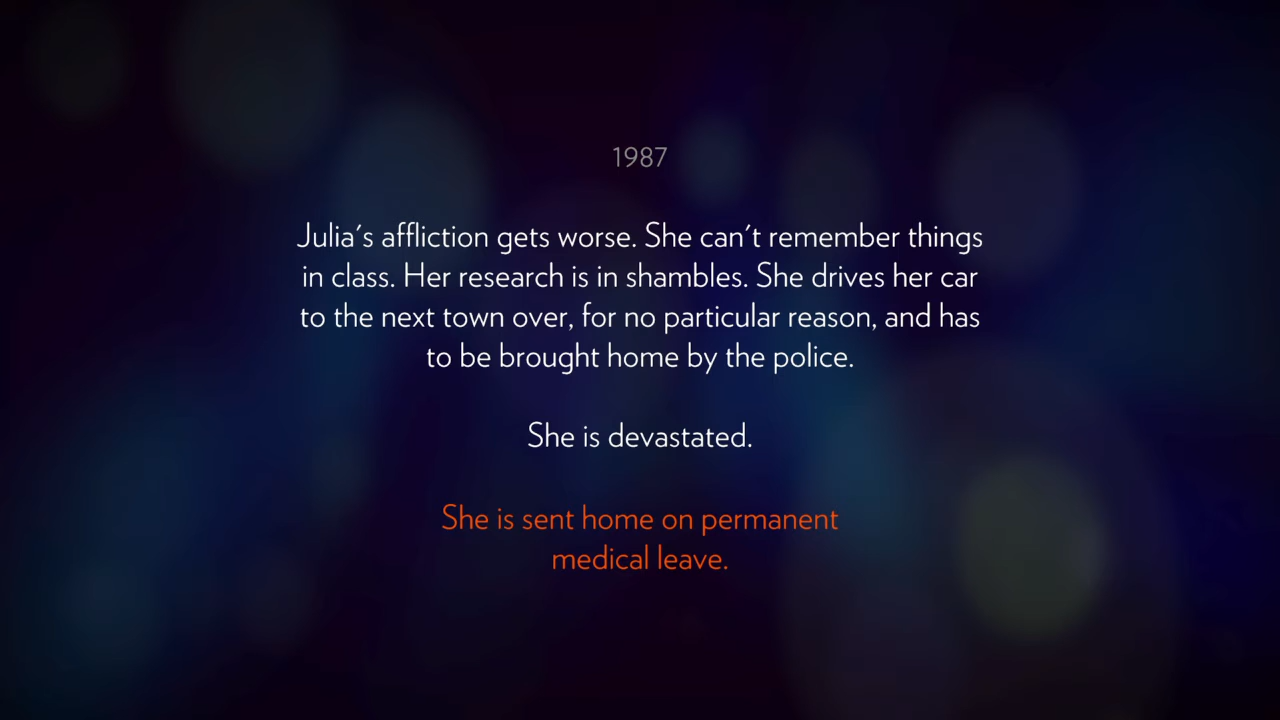 1987
Julia's affliction gets worse. She can't remember things
in class. Her research is in shambles. She drives her car
to the next town over, for no particular reason, and has
to be brought home by the police.
She is devastated.
She is sent home on permanent
medical leave.